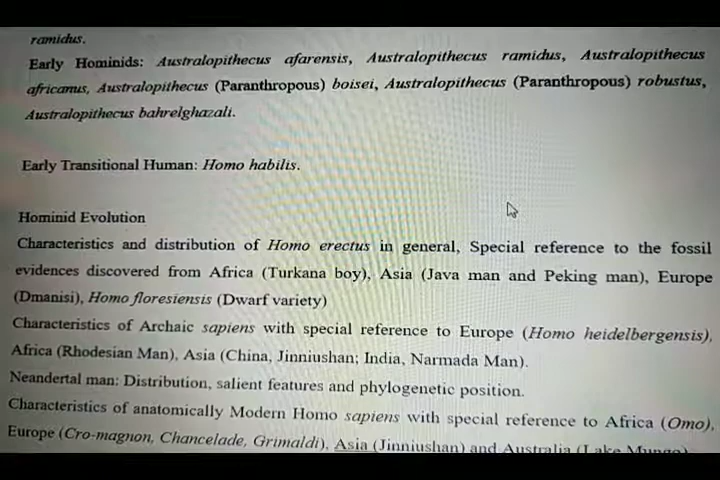 ramidus.
Early Hominids: Australopithecus afarensis, Australopithecus ramidus, Australopithecus
africanus, Australopithecus (Paranthropous) boisei, Australopithecus (Paranthropous) robustus,
Australopithecus bahrelghazali.
Early Transitional Human: Homo habilis.
Hominid Evolution
Characteristics and distribution of Homo erectus in general, Special reference to the fossil
evidences discovered from Africa (Turkana boy), Asia (Java man and Peking man), Europe
(Dmanisi), Homo floresiensis (Dwarf variety)
Characteristics of Archaic sapiens with special reference to Europe (Homo heidelbergensis),
Africa (Rhodesian Man), Asia (China, Jinniushan; India, Narmada Man).
Neandertal man: Distribution, salient features and phylogenetic position.
Characteristics of anatomically Modern Homo sapiens with special reference to Africa (Omo),
Europe (Cro-magnon, Chancelade, Grimaldi), Asia (Jinniushan) and Australia (Lake Mungo)